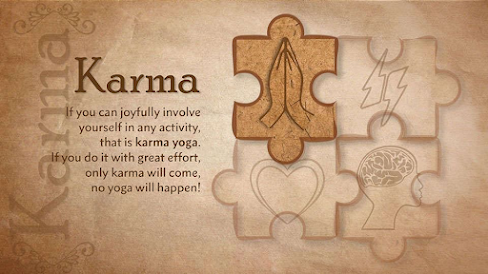 Karma
Karma
If you can joyfully involve
yourself in any activity,
that is karma yoga.
If you do it with great effort,
only karma will come,
no yoga will happen!